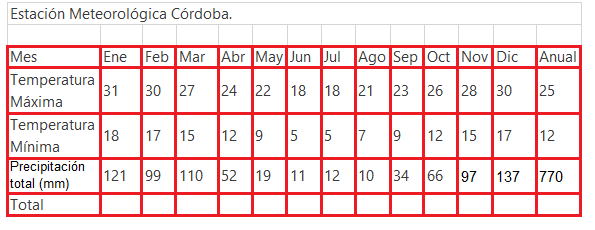 Estación Meteorológica Córdoba.
Mes Ene Feb Mar Abr May Jun Jul Ago Sep Oct Nov Dic Anual
Temperatura
Máxima 31 30 27 24 22 18 18 21 23 26 28 30 25
Temperatura
Mínima 18 17 15 12 9 5 5 7 9 12 15 17 12
Precipitación
total (mm) 121 99 110 52 19 11 12 10 34 66 97 137 770
Total